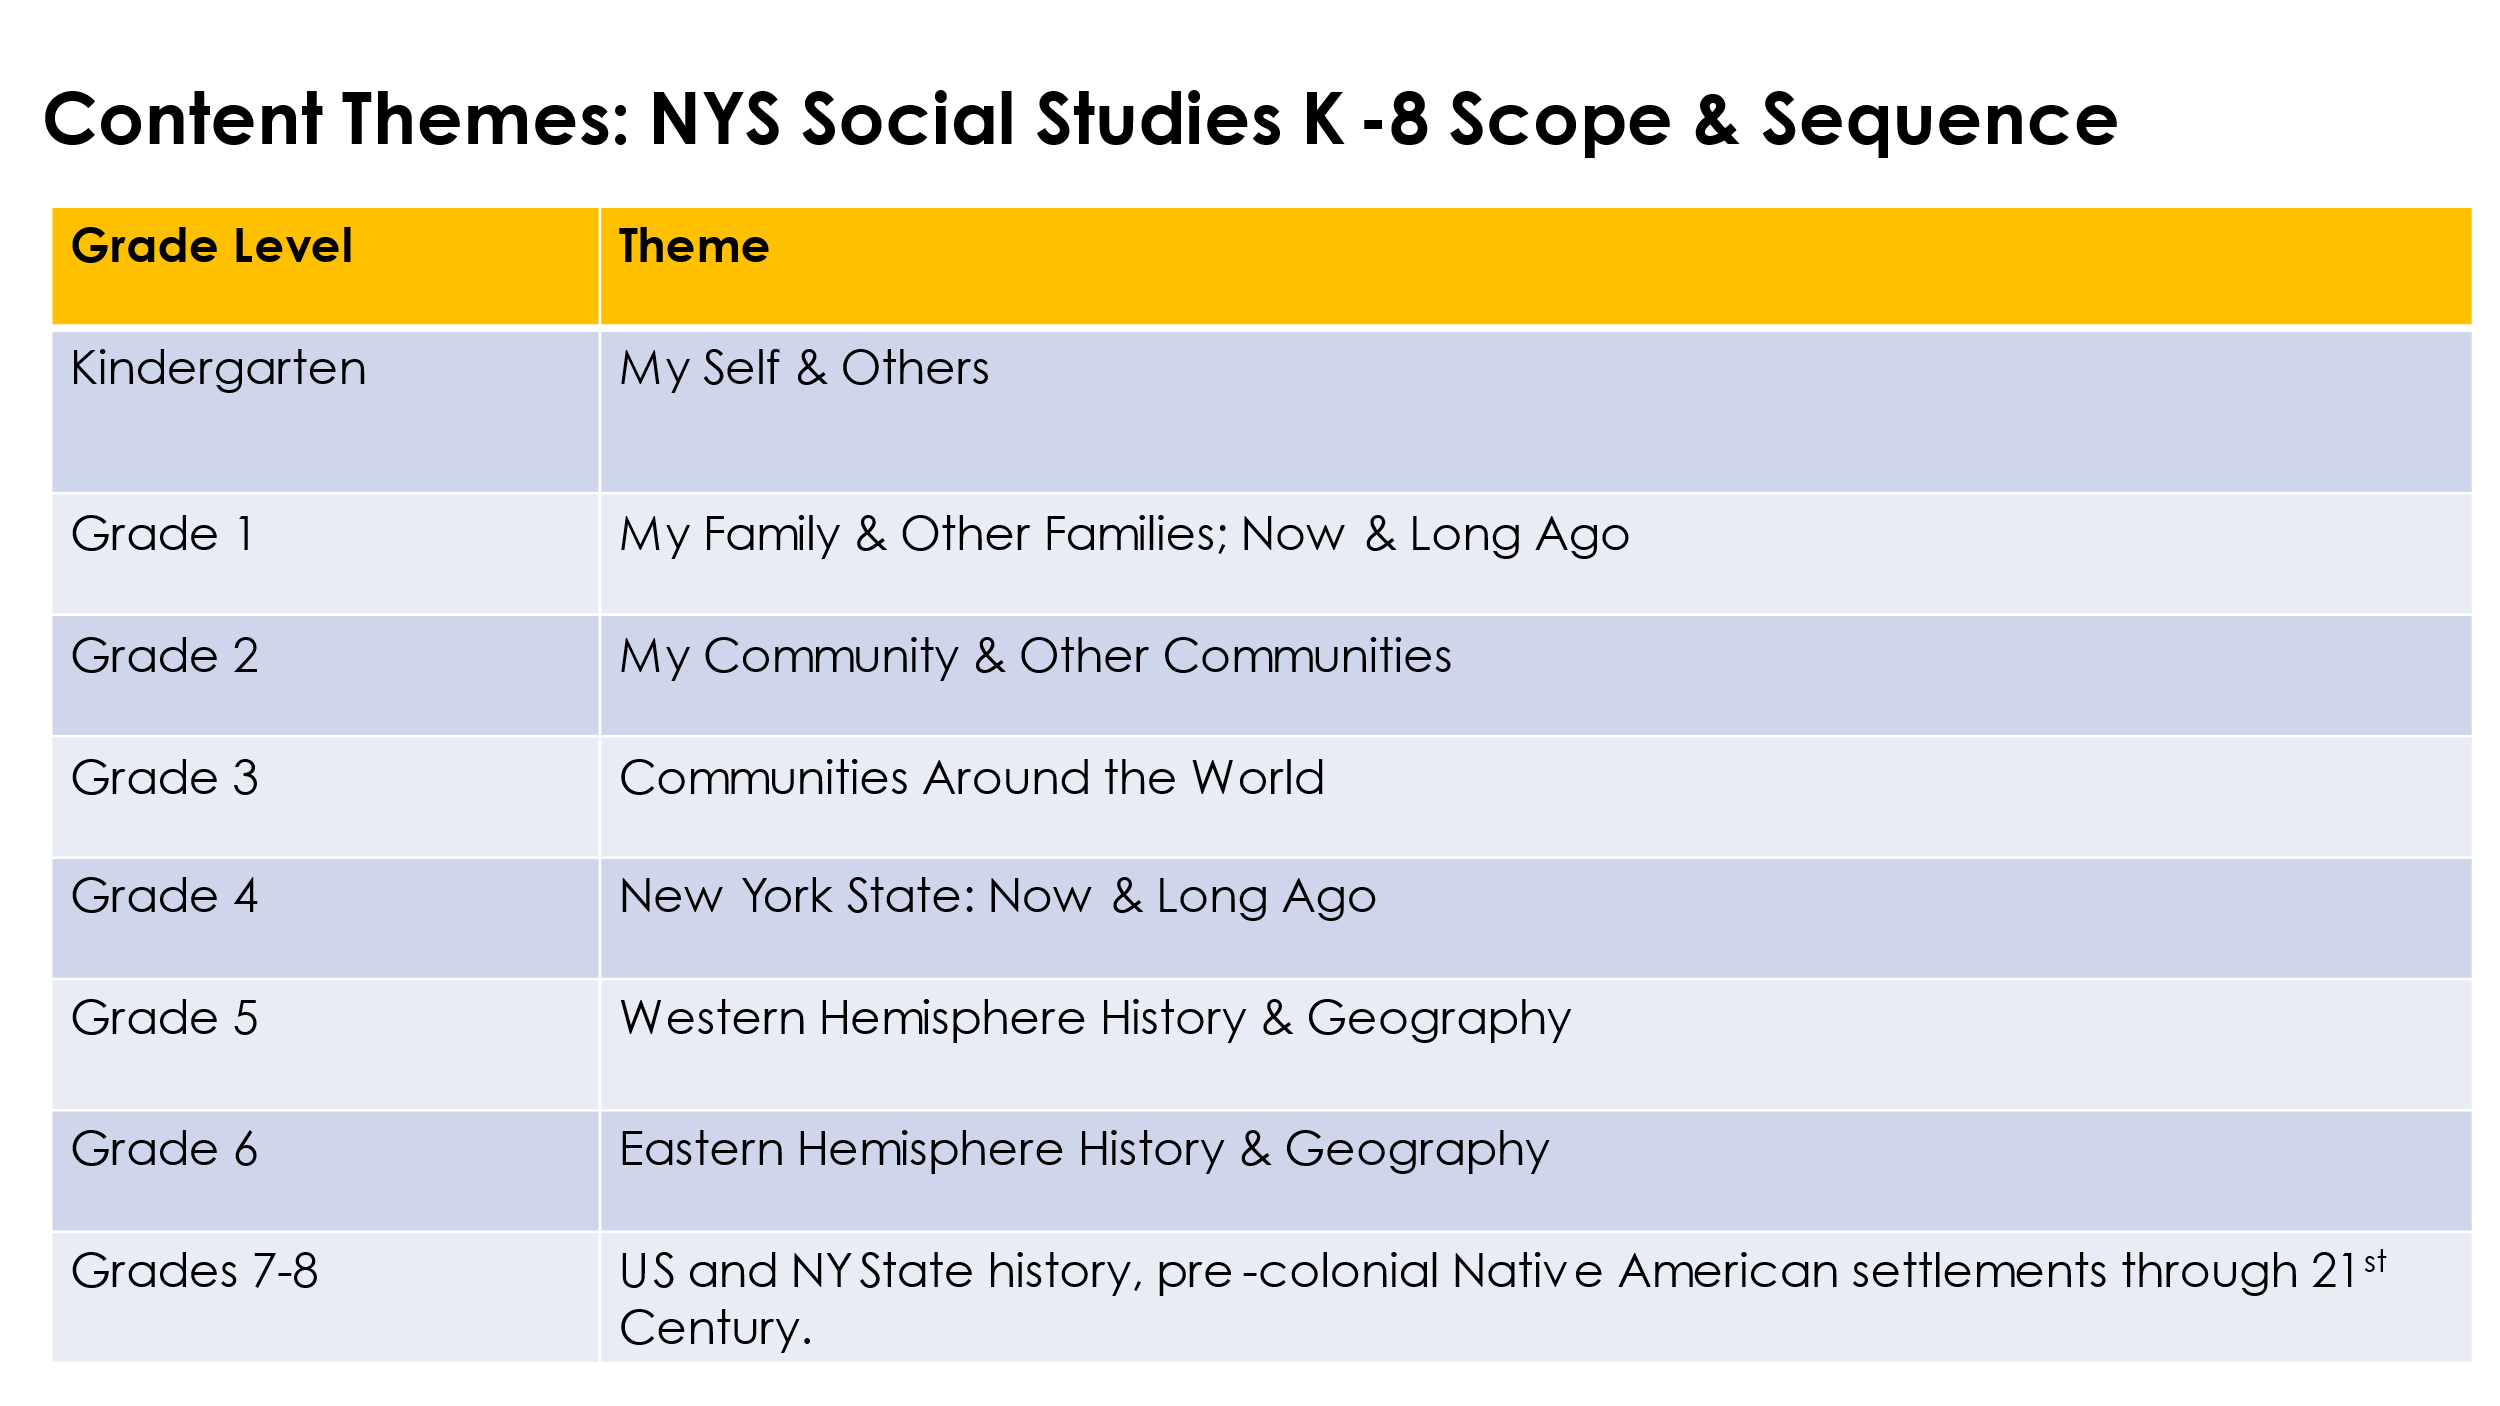 Content Themes: NYS Social Studies K -8 Scope & Sequence
Grade Level Theme
Kindergarten My Self & Others
Grade 1 My Family & Other Families; Now & Long Ago
Grade 2 My Community & Other Communities
Grade 3 Communities Around the World
Grade 4 New York State: Now & Long Ago
Grade 5 Western Hemisphere History & Geography
Grade 6 Eastern Hemisphere History & Geography
Grades 7-8 US and NY State history, pre -colonial Native American settlements through 21st
Century.